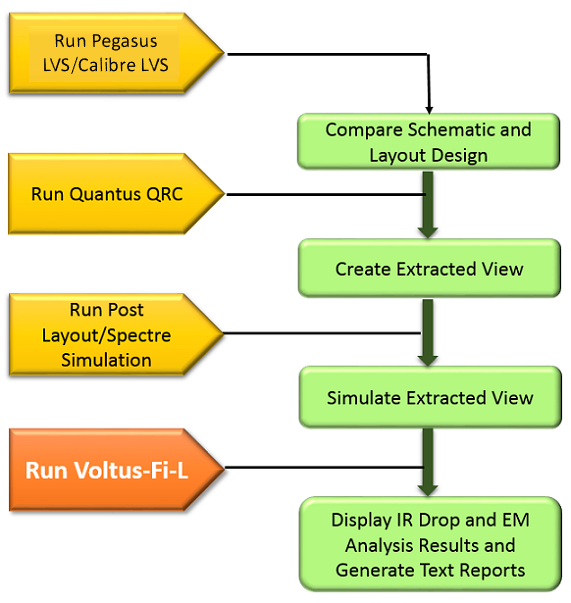 Run Pegasus
LVS/Calibre LVS
Compare Schematic and
Layout Design
Run Quantus QRC
Create Extracted View
Run Post
Layout/Spectre
Simulation
Simulate Extracted View
Run Voltus-Fi-L
Display IR Drop and EM
Analysis Results and
Generate Text Reports